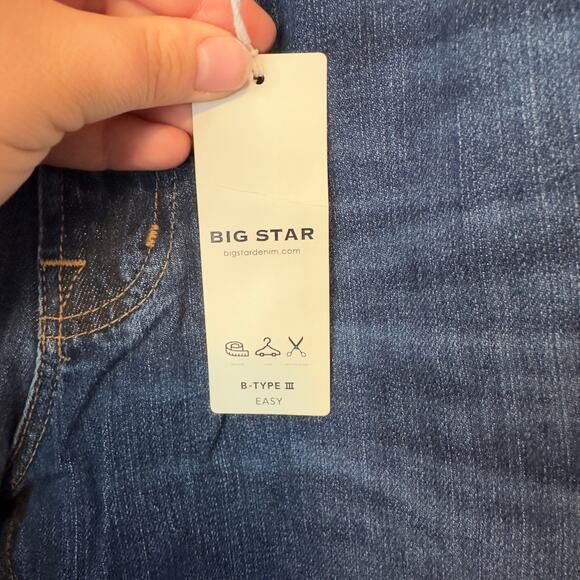 BIG STAR
bigstardenim.com
B-TYPE III
EASY